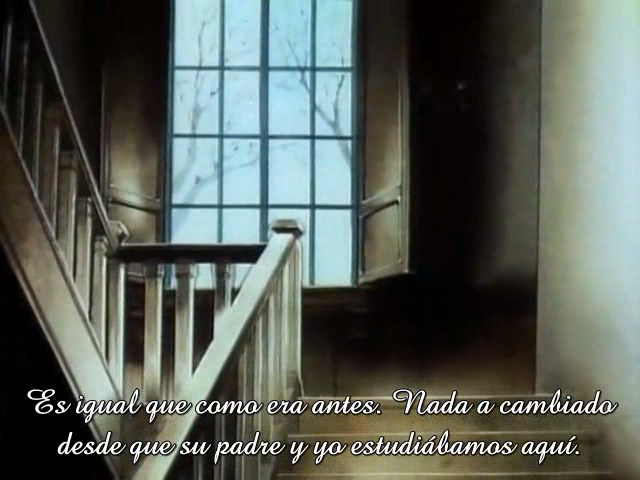 Es igual que como era antes. Nada a cambiado
desde que su padre y yo estudiábamos aquí.